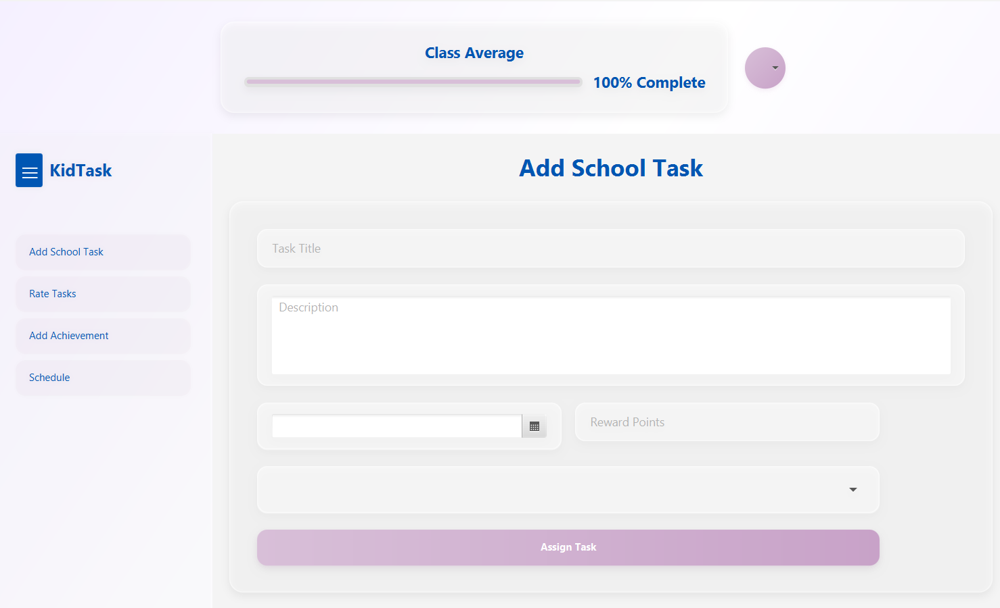 Class Average
100% Complete
KidTask
Add School Task
Rate Tasks
Add Achievement
Schedule
Add School Task
Task Title
Description
Reward Points
Assign Task